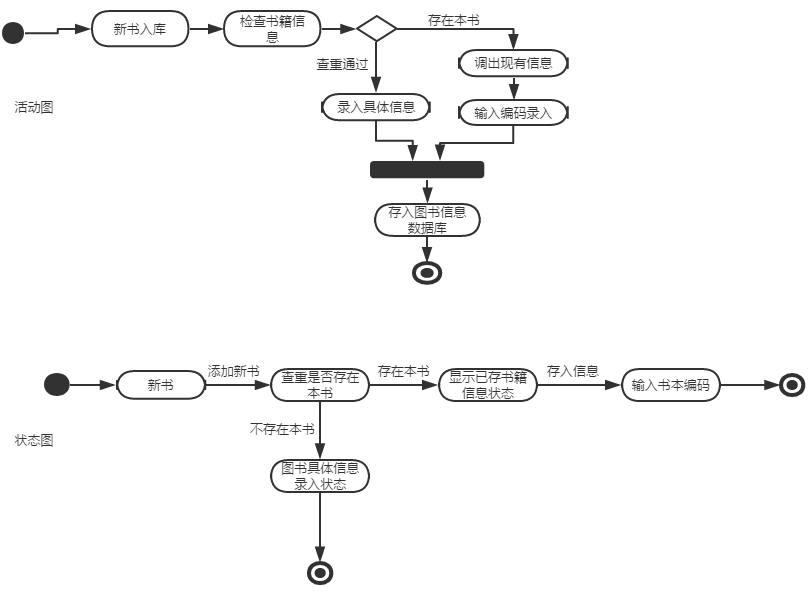 新书入库
检查书籍信
息
存在本书
查重通过
调出现有信息
活动图
录入具体信息
输入编码录入
存入图书信息
数据库
新书
添加新书
查重是否存在
本书
存在本书
显示已存书籍
信息状态
存入信息
输入书本编码
不存在本书
状态图
图书具体信息
录入状态